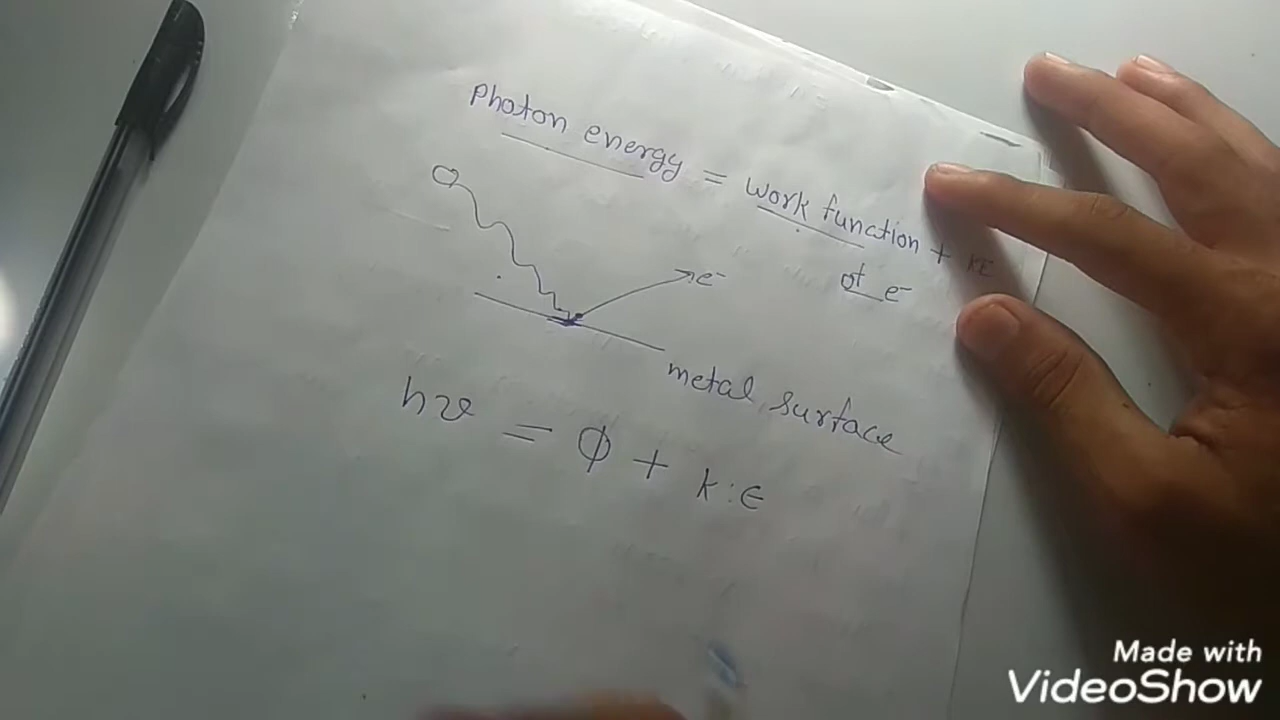 Photon energy = work function + KE
of e⁻
e⁻
metal surface
hν = ϕ + k.ϵ
Made with
VideoShow